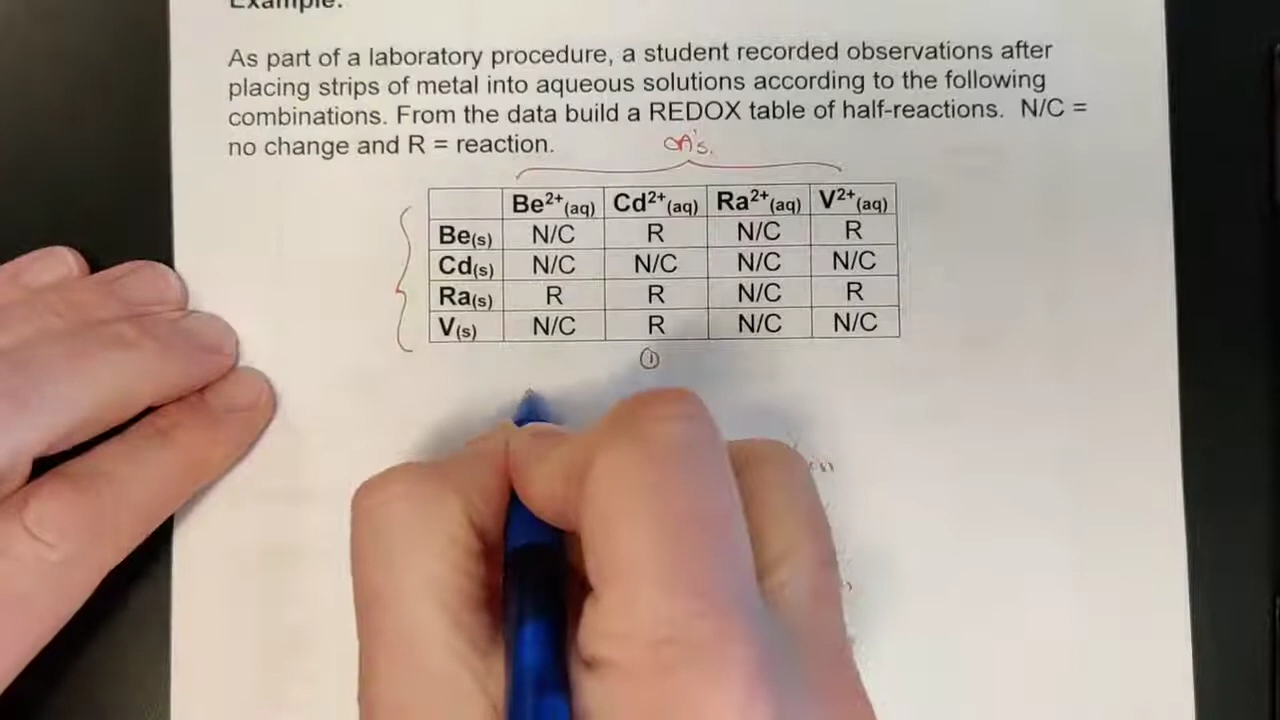 Example:
As part of a laboratory procedure, a student recorded observations after
placing strips of metal into aqueous solutions according to the following
combinations. From the data build a REDOX table of half-reactions. N/C =
no change and R = reaction.
OA's.
Be2+(aq) Cd2+(aq) Ra2+(aq) V2+(aq)
Be(s) N/C R N/C R
Cd(s) N/C N/C N/C N/C
Ra(s) R R N/C R
V(s) N/C R N/C N/C
①